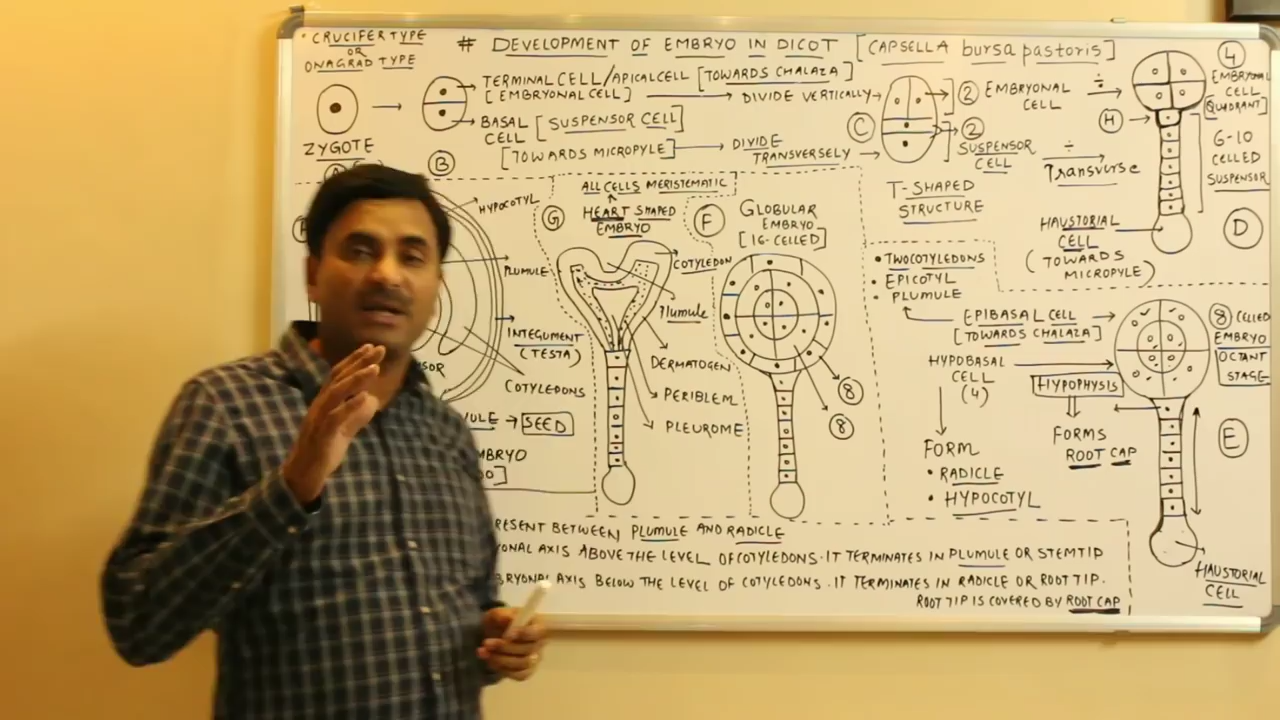 • CRUCIFER TYPE
OR
ONAGRAD TYPE
# DEVELOPMENT OF EMBRYO IN DICOT [CAPSELLA bursa pastoris]
ZYGOTE
A
B
TERMINAL CELL/APICAL CELL [TOWARDS CHALAZA]
[EMBRYONAL CELL] → DIVIDE VERTICALLY →
BASAL CELL [SUSPENSOR CELL]
[TOWARDS MICROPYLE] → DIVIDE TRANSVERSELY →
C
2 EMBRYONAL CELL
÷
2 SUSPENSOR CELL
÷
Transverse
T-SHAPED
STRUCTURE
4
EMBRYONAL
CELL
[QUADRANT]
H
6-10
CELLED
SUSPENSOR
HAUSTORIAL
CELL
(TOWARDS
MICROPYLE)
D
EPIBASAL CELL
[TOWARDS CHALAZA]
• TWO COTYLEDONS
• EPICOTYL
• PLUMULE
HYPOBASAL
CELL
(4)
FORM
• RADICLE
• HYPOCOTYL
HYPOPHYSIS
FORMS
ROOT CAP
8 CELLED
EMBRYO
OCTANT
STAGE
E
HAUSTORIAL
CELL
F
GLOBULAR
EMBRYO
[16-CELLED]
8
8
G
ALL CELLS MERISTEMATIC
HEART SHAPED
EMBRYO
COTYLEDON
Plumule
DERMATOGEN
PERIBLEM
PLEUROME
HYPOCOTYL
PLUMULE
INTEGUMENT
(TESTA)
COTYLEDONS
SOR
ULE → SEED
MBRYO
RESENT BETWEEN PLUMULE AND RADICLE
YONAL AXIS ABOVE THE LEVEL OF COTYLEDONS. IT TERMINATES IN PLUMULE OR STEM TIP
BRYONAL AXIS BELOW THE LEVEL OF COTYLEDONS. IT TERMINATES IN RADICLE OR ROOT TIP.
ROOT TIP IS COVERED BY ROOT CAP